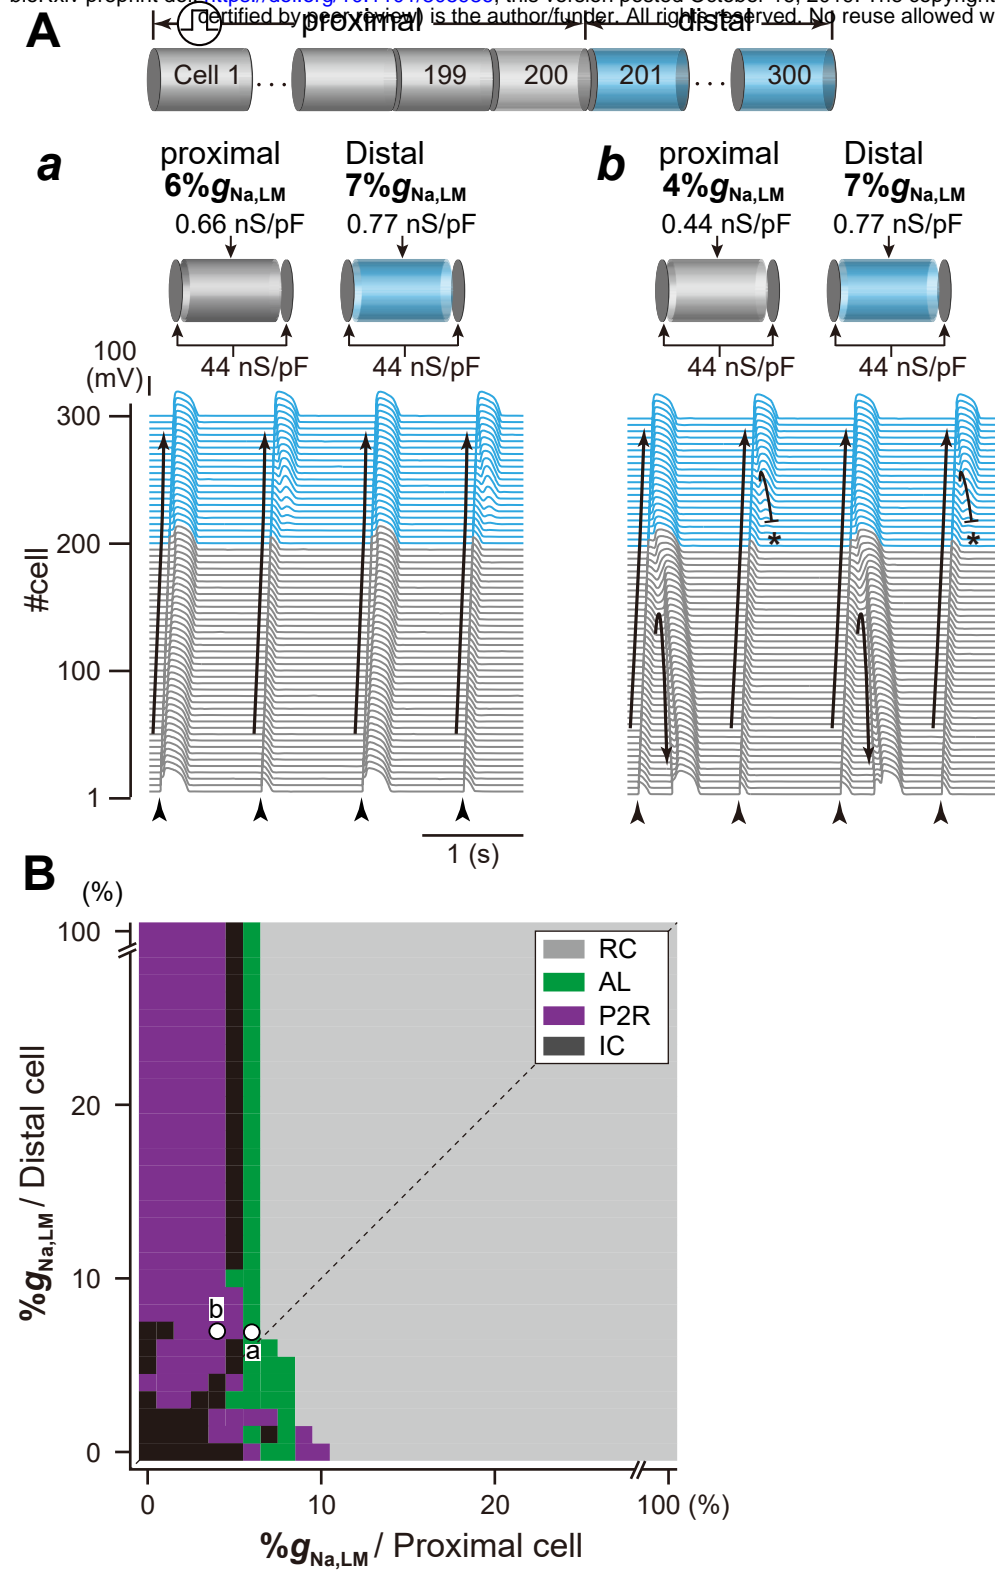 certified by peer review) is the author/funder. All rights reserved. No reuse allowed w
A
proximal
distal
Cell 1 ... 199 200 201 ... 300
a
proximal
6%gNa,LM
0.66 nS/pF
Distal
7%gNa,LM
0.77 nS/pF
44 nS/pF
44 nS/pF
b
proximal
4%gNa,LM
0.44 nS/pF
Distal
7%gNa,LM
0.77 nS/pF
44 nS/pF
44 nS/pF
100
(mV)
300
200
100
1
#cell
*
*
1 (s)
B
(%)
100
20
10
0
%gNa,LM / Distal cell
RC
AL
P2R
IC
b
a
0 10 20 100 (%)
%gNa,LM / Proximal cell